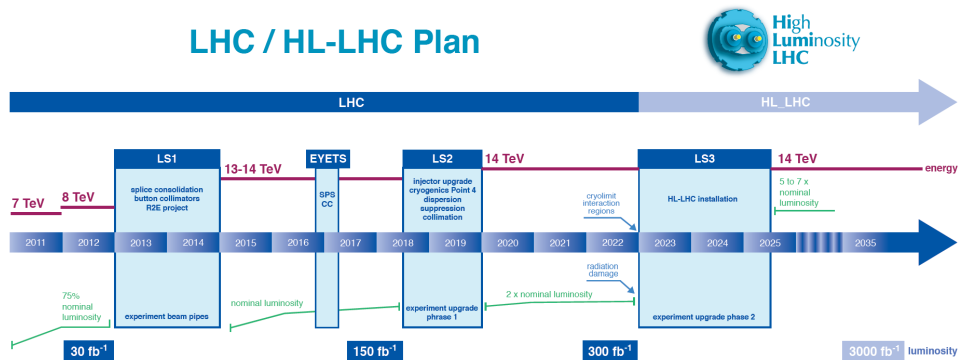 LHC / HL-LHC Plan
High
Luminosity
LHC
LHC
HL_LHC
LS1
EYETS
LS2
LS3
7 TeV
8 TeV
13-14 TeV
14 TeV
14 TeV
energy
splice consolidation
button collimators
R2E project
SPS
CC
injector upgrade
cryogenics Point 4
dispersion
suppression
collimation
cryolimit
interaction
regions
HL-LHC installation
5 to 7 x
nominal
luminosity
2011 2012 2013 2014 2015 2016 2017 2018 2019 2020 2021 2022 2023 2024 2025 2035
radiation
damage
75%
nominal
luminosity
nominal luminosity
2 x nominal luminosity
experiment beam pipes
experiment upgrade
phrase 1
experiment upgrade phase 2
30 fb-1
150 fb-1
300 fb-1
3000 fb-1
luminosity